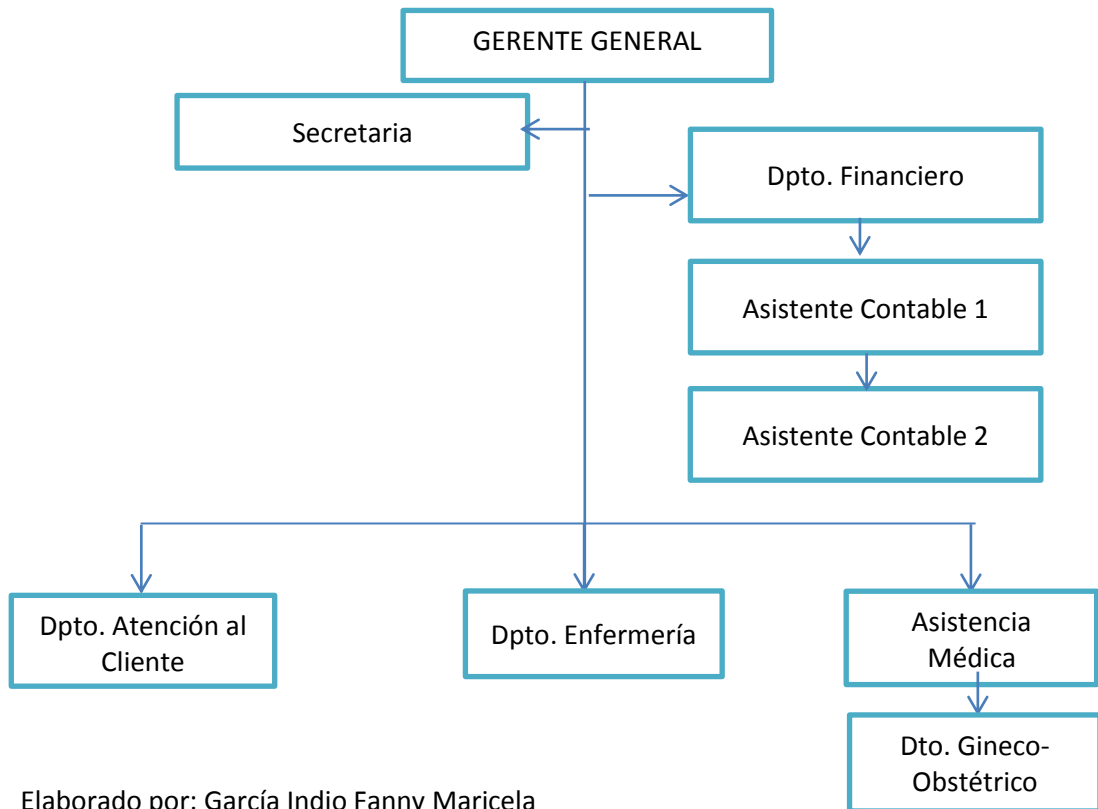 GERENTE GENERAL
Secretaria
Dpto. Financiero
Asistente Contable 1
Asistente Contable 2
Dpto. Atención al
Cliente
Dpto. Enfermería
Asistencia
Médica
Dto. Gineco-
Obstétrico
Elaborado por: García Indio Fanny Maricela